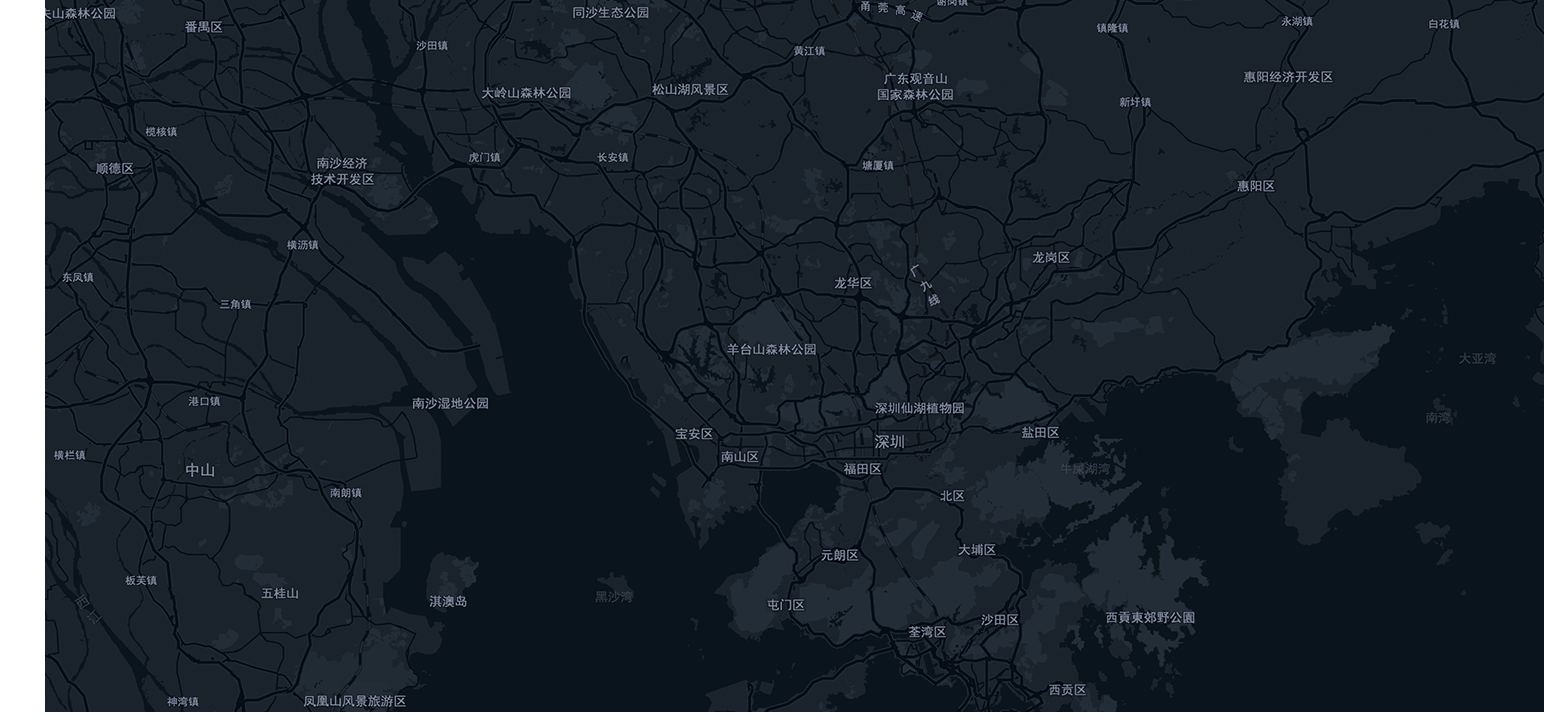 夫山森林公园
同沙生态公园
甬莞高速
谢岗镇
番禺区
沙田镇
黄江镇
镇隆镇
永湖镇
白花镇
大岭山森林公园
松山湖风景区
广东观音山
国家森林公园
惠阳经济开发区
新圩镇
榄核镇
顺德区
南沙经济
技术开发区
虎门镇
长安镇
塘厦镇
惠阳区
横沥镇
东凤镇
三角镇
龙华区
广九线
龙岗区
羊台山森林公园
大亚湾
港口镇
南沙湿地公园
深圳仙湖植物园
南湾
宝安区
深圳
盐田区
横栏镇
中山
南山区
福田区
牛屎湖湾
南朗镇
北区
元朗区
大埔区
板芙镇
五桂山
淇澳岛
黑沙湾
屯门区
西江
荃湾区
沙田区
西貢東郊野公園
神湾镇
凤凰山风景旅游区
西贡区